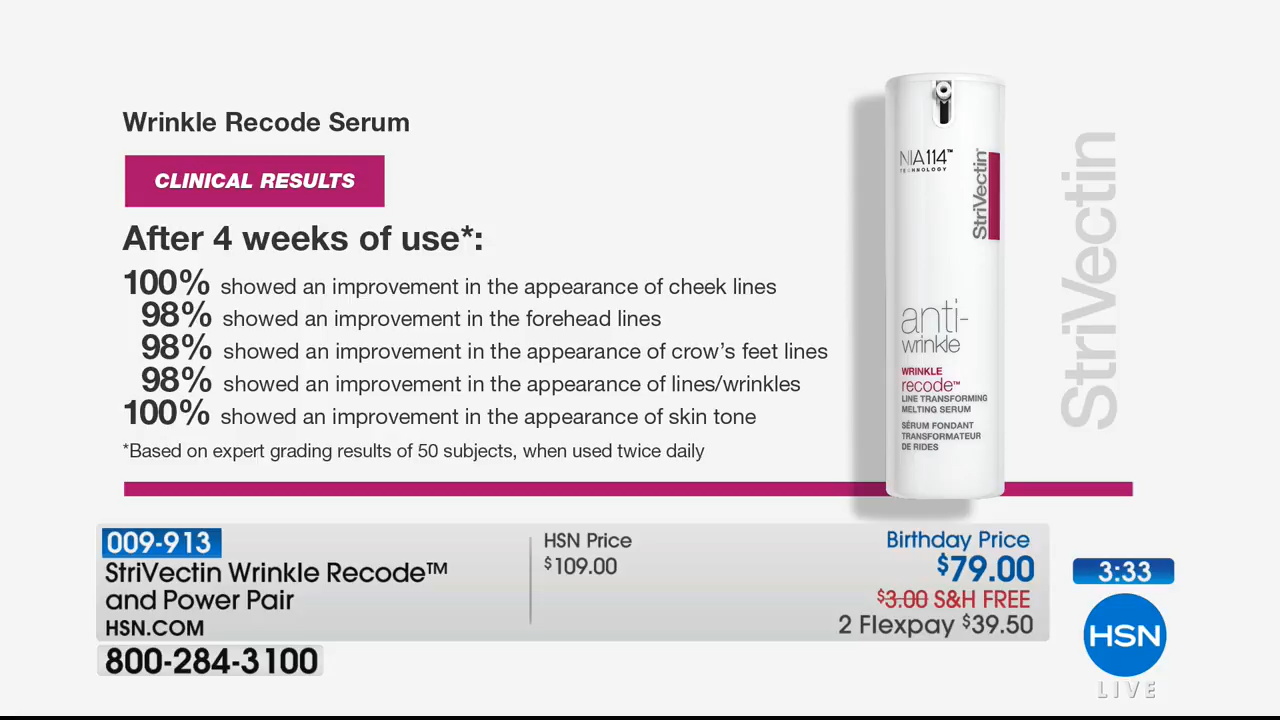 Wrinkle Recode Serum
CLINICAL RESULTS
After 4 weeks of use*:
100% showed an improvement in the appearance of cheek lines
98% showed an improvement in the forehead lines
98% showed an improvement in the appearance of crow's feet lines
98% showed an improvement in the appearance of lines/wrinkles
100% showed an improvement in the appearance of skin tone
*Based on expert grading results of 50 subjects, when used twice daily
NIA114™
TECHNOLOGY
StriVectin®
anti-
wrinkle
WRINKLE
recode™
LINE TRANSFORMING
MELTING SERUM
SÉRUM FONDANT
TRANSFORMATEUR
DE RIDES
StriVectin
009-913
StriVectin Wrinkle Recode™
and Power Pair
HSN.COM
800-284-3100
HSN Price
$109.00
Birthday Price
$79.00
$3.00 S&H FREE
2 Flexpay $39.50
3:33
HSN
LIVE